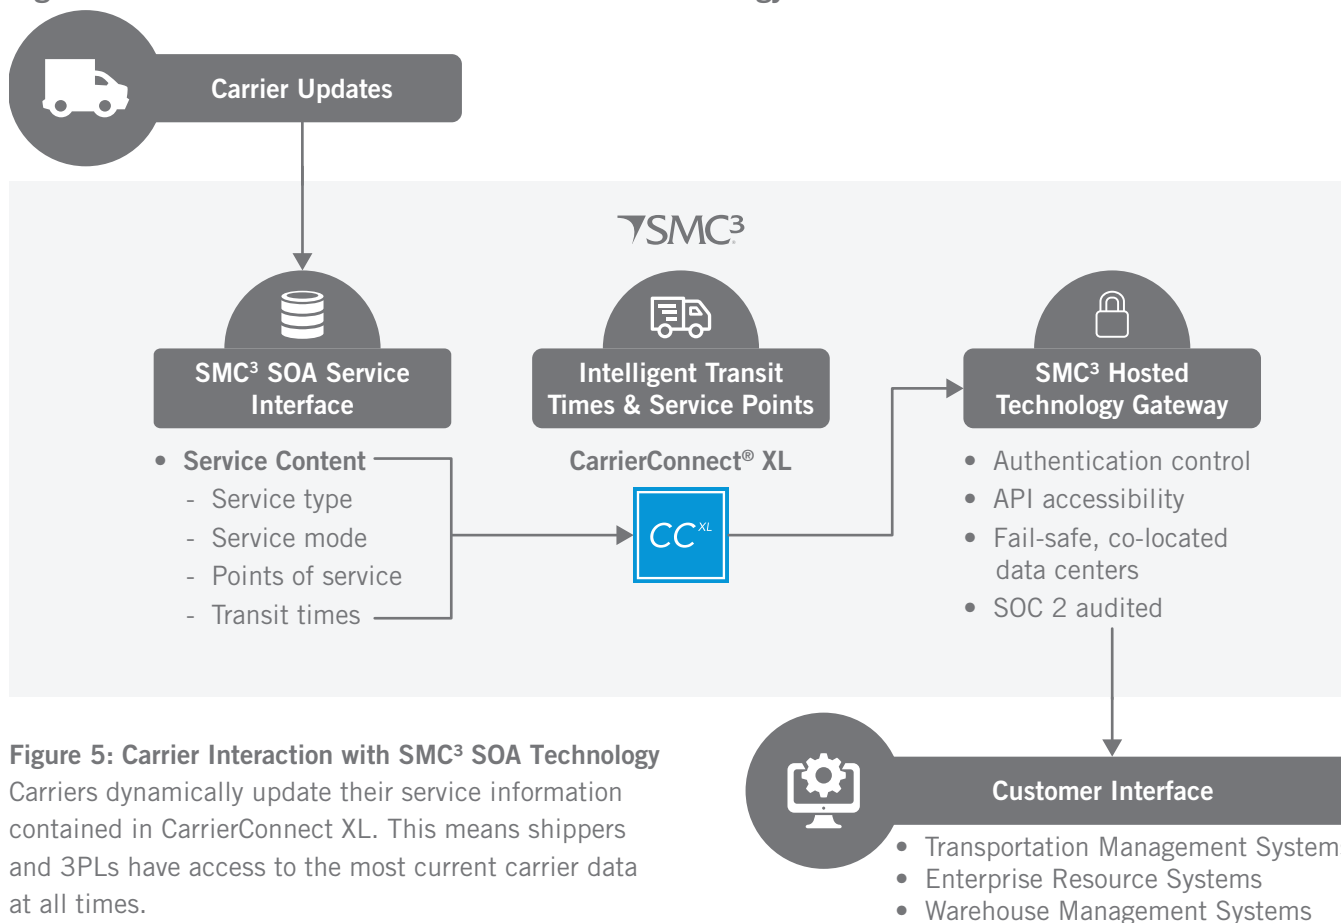 Carrier Updates
SMC³
SMC³ SOA Service
Interface
• Service Content
- Service type
- Service mode
- Points of service
- Transit times
Intelligent Transit
Times & Service Points
CarrierConnect® XL
CC XL
SMC³ Hosted
Technology Gateway
• Authentication control
• API accessibility
• Fail-safe, co-located
data centers
• SOC 2 audited
Figure 5: Carrier Interaction with SMC³ SOA Technology
Carriers dynamically update their service information
contained in CarrierConnect XL. This means shippers
and 3PLs have access to the most current carrier data
at all times.
Customer Interface
• Transportation Management System
• Enterprise Resource Systems
• Warehouse Management Systems